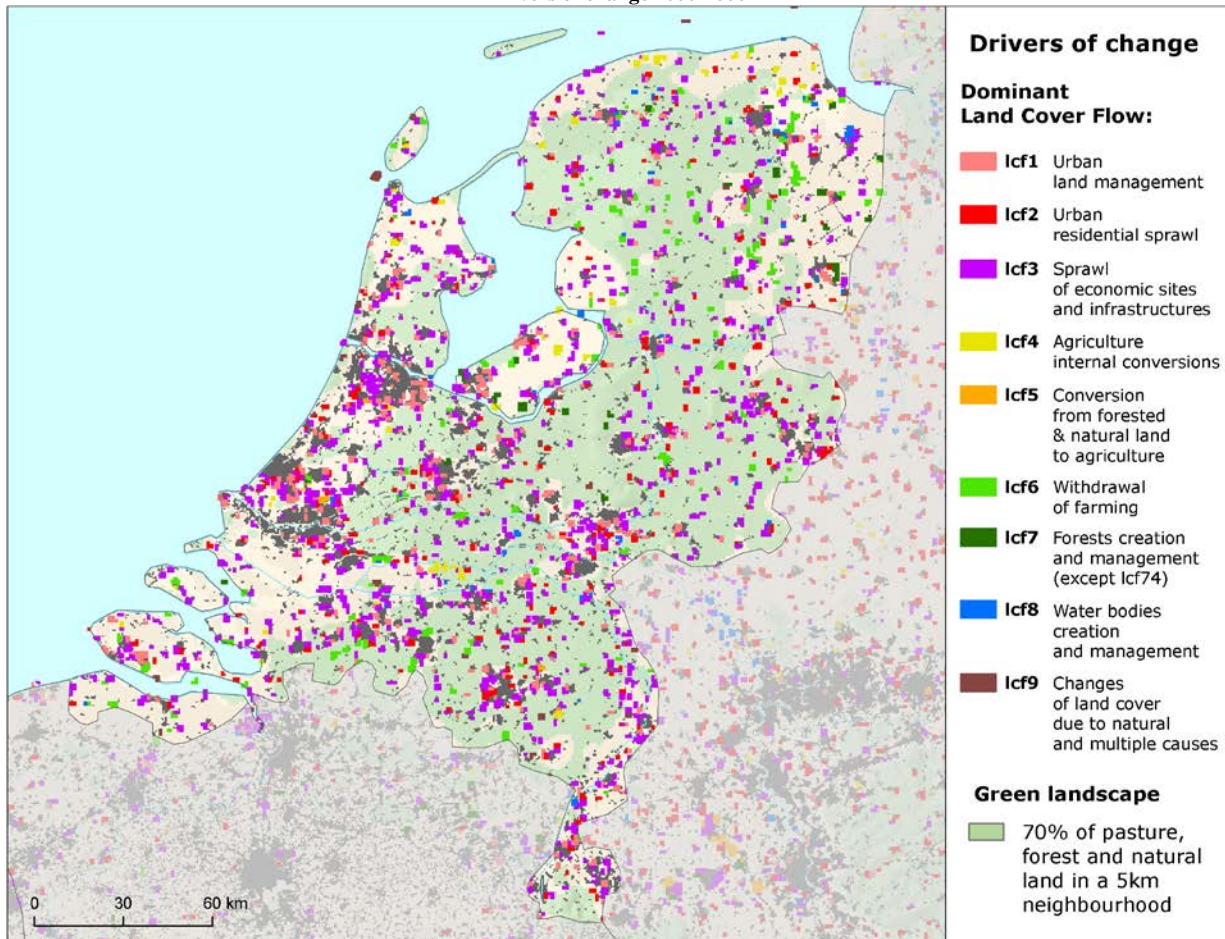 Drivers of change
Dominant
Land Cover Flow:
lcf1 Urban
land management
lcf2 Urban
residential sprawl
lcf3 Sprawl
of economic sites
and infrastructures
lcf4 Agriculture
internal conversions
lcf5 Conversion
from forested
& natural land
to agriculture
lcf6 Withdrawal
of farming
lcf7 Forests creation
and management
(except lcf74)
lcf8 Water bodies
creation
and management
lcf9 Changes
of land cover
due to natural
and multiple causes
Green landscape
70% of pasture,
forest and natural
land in a 5km
neighbourhood
0 30 60 km